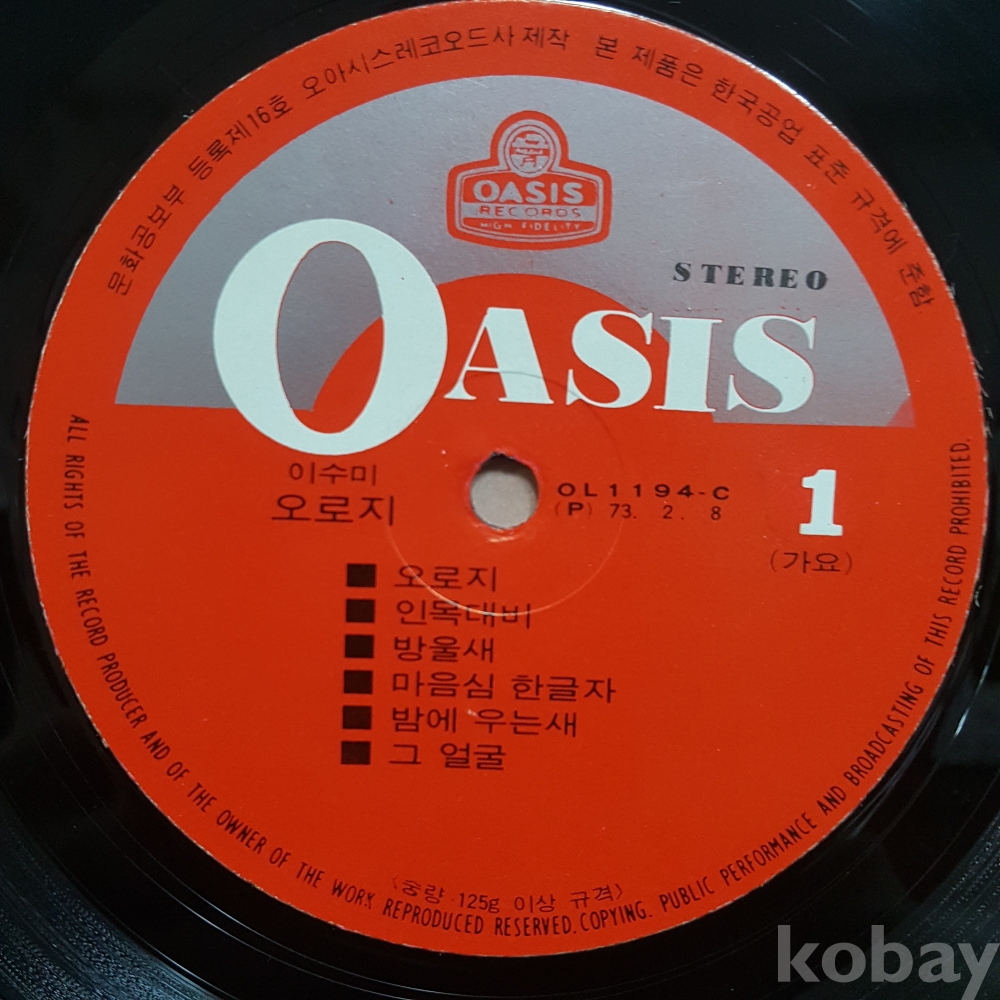 문화공보부 등록제16호 오아시스레코오드사 제작 본 제품은 한국공업 표준 규격에 준함
OASIS
RECORDS
HIGH FIDELITY
STEREO
OASIS
이수미
오로지
OL1194-C
(P) 73. 2. 8
1
(가요)
■ 오로지
■ 인목대비
■ 방울새
■ 마음심 한글자
■ 밤에 우는새
■ 그 얼굴
(중량 125g 이상 규격)
ALL RIGHTS OF THE RECORD PRODUCER AND OF THE OWNER OF THE WORK REPRODUCED RESERVED. COPYING. PUBLIC PERFORMANCE AND BROADCASTING OF THIS RECORD PROHIBITED.
kobay